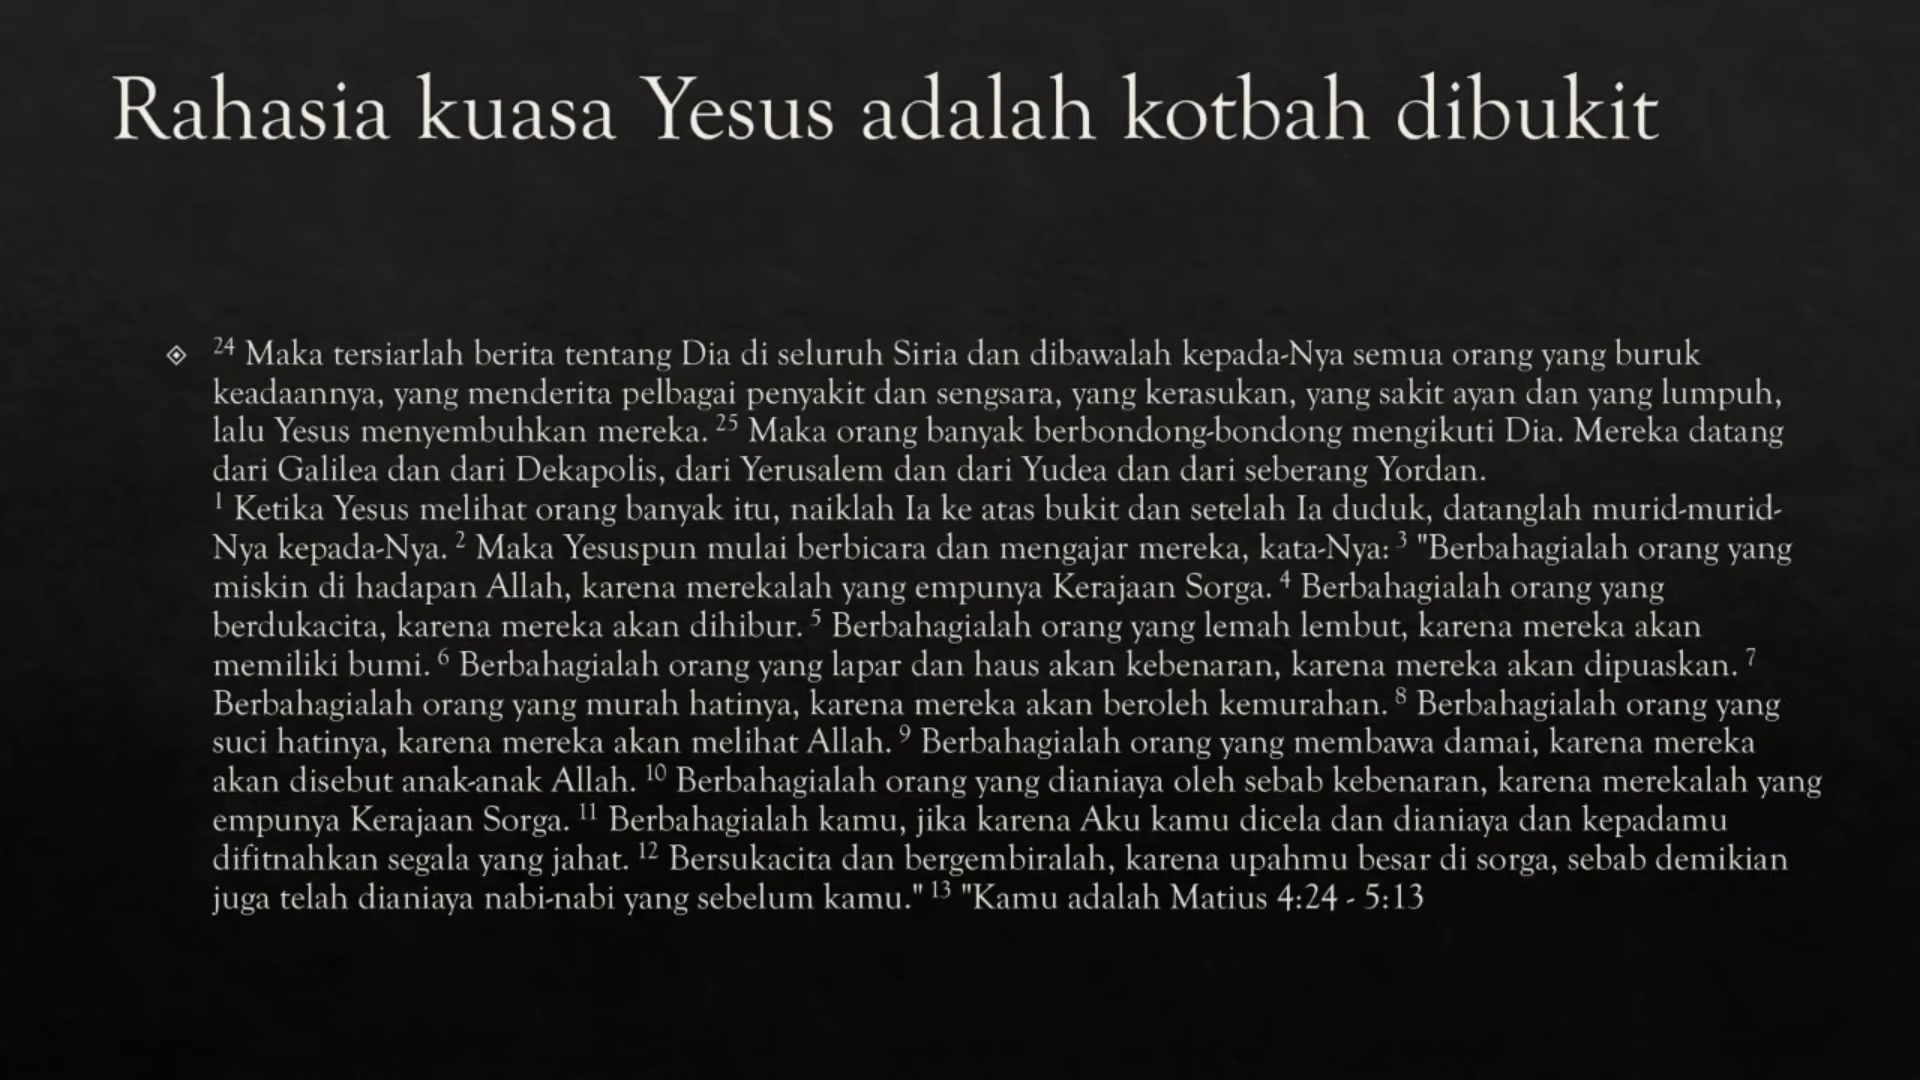 Rahasia kuasa Yesus adalah kotbah dibukit
24 Maka tersiarlah berita tentang Dia di seluruh Siria dan dibawalah kepada-Nya semua orang yang buruk
keadaannya, yang menderita pelbagai penyakit dan sengsara, yang kerasukan, yang sakit ayan dan yang lumpuh,
lalu Yesus menyembuhkan mereka. 25 Maka orang banyak berbondong-bondong mengikuti Dia. Mereka datang
dari Galilea dan dari Dekapolis, dari Yerusalem dan dari Yudea dan dari seberang Yordan.
1 Ketika Yesus melihat orang banyak itu, naiklah Ia ke atas bukit dan setelah Ia duduk, datanglah murid-murid-
Nya kepada-Nya. 2 Maka Yesuspun mulai berbicara dan mengajar mereka, kata-Nya: 3 "Berbahagialah orang yang
miskin di hadapan Allah, karena merekalah yang empunya Kerajaan Sorga. 4 Berbahagialah orang yang
berdukacita, karena mereka akan dihibur. 5 Berbahagialah orang yang lemah lembut, karena mereka akan
memiliki bumi. 6 Berbahagialah orang yang lapar dan haus akan kebenaran, karena mereka akan dipuaskan. 7
Berbahagialah orang yang murah hatinya, karena mereka akan beroleh kemurahan. 8 Berbahagialah orang yang
suci hatinya, karena mereka akan melihat Allah. 9 Berbahagialah orang yang membawa damai, karena mereka
akan disebut anak-anak Allah. 10 Berbahagialah orang yang dianiaya oleh sebab kebenaran, karena merekalah yang
empunya Kerajaan Sorga. 11 Berbahagialah kamu, jika karena Aku kamu dicela dan dianiaya dan kepadamu
difitnahkan segala yang jahat. 12 Bersukacita dan bergembiralah, karena upahmu besar di sorga, sebab demikian
juga telah dianiaya nabi-nabi yang sebelum kamu." 13 "Kamu adalah Matius 4:24 - 5:13